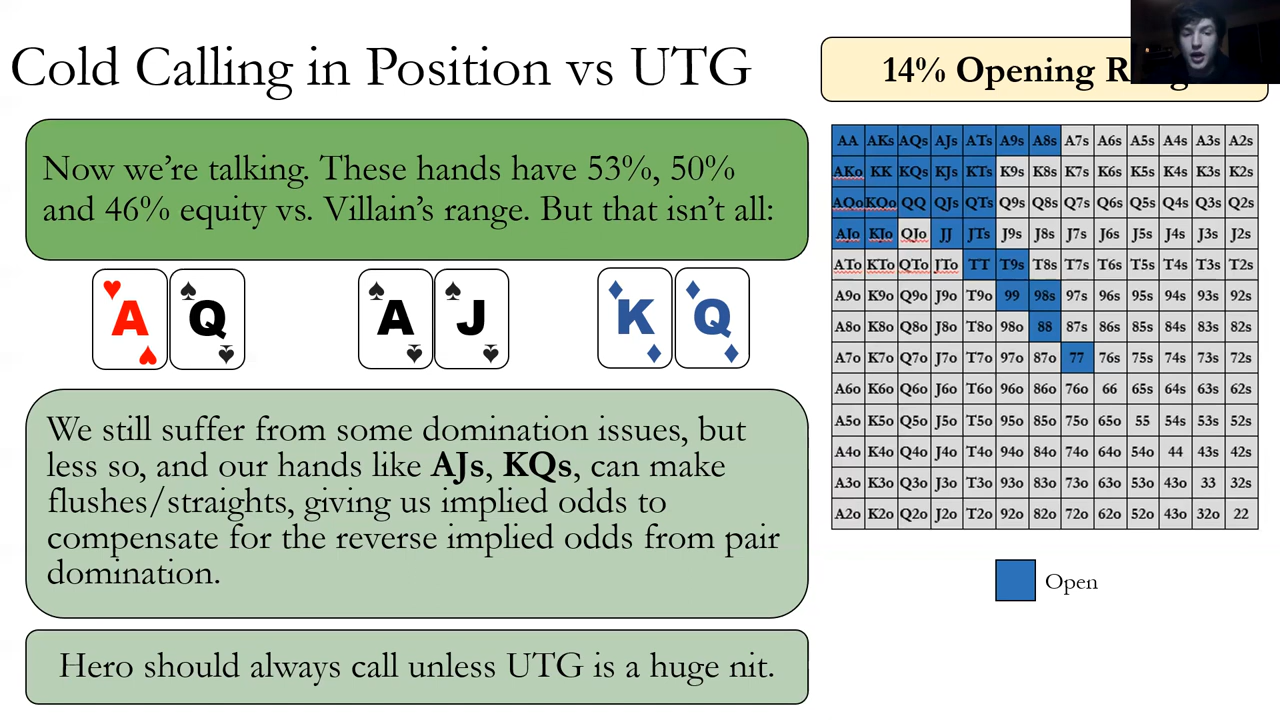 Cold Calling in Position vs UTG
14% Opening R
Now we're talking. These hands have 53%, 50%
and 46% equity vs. Villain's range. But that isn't all:
A Q A J K Q
We still suffer from some domination issues, but
less so, and our hands like AJs, KQs, can make
flushes/straights, giving us implied odds to
compensate for the reverse implied odds from pair
domination.
Hero should always call unless UTG is a huge nit.
AA AKs AQs AJs ATs A9s A8s A7s A6s A5s A4s A3s A2s
AKo KK KQs KJs KTs K9s K8s K7s K6s K5s K4s K3s K2s
AQo KQo QQ QJs QTs Q9s Q8s Q7s Q6s Q5s Q4s Q3s Q2s
AJo KJo QJo JJ JTs J9s J8s J7s J6s J5s J4s J3s J2s
ATo KTo QTo JTo TT T9s T8s T7s T6s T5s T4s T3s T2s
A9o K9o Q9o J9o T9o 99 98s 97s 96s 95s 94s 93s 92s
A8o K8o Q8o J8o T8o 98o 88 87s 86s 85s 84s 83s 82s
A7o K7o Q7o J7o T7o 97o 87o 77 76s 75s 74s 73s 72s
A6o K6o Q6o J6o T6o 96o 86o 76o 66 65s 64s 63s 62s
A5o K5o Q5o J5o T5o 95o 85o 75o 65o 55 54s 53s 52s
A4o K4o Q4o J4o T4o 94o 84o 74o 64o 54o 44 43s 42s
A3o K3o Q3o J3o T3o 93o 83o 73o 63o 53o 43o 33 32s
A2o K2o Q2o J2o T2o 92o 82o 72o 62o 52o 42o 32o 22
Open